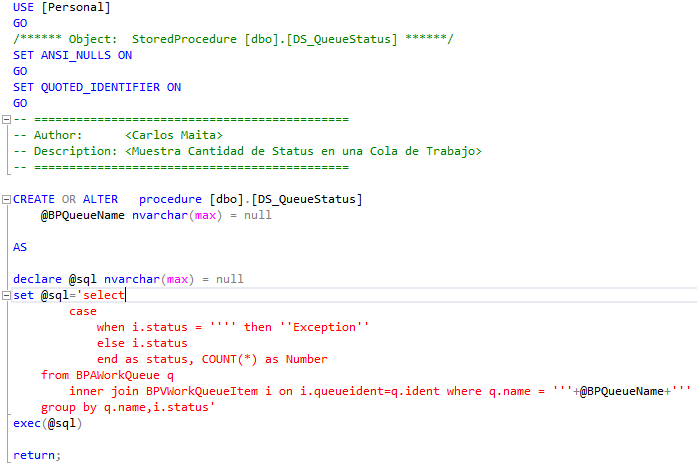 USE [Personal]
GO
/****** Object:  StoredProcedure [dbo].[DS_QueueStatus] ******/
SET ANSI_NULLS ON
GO
SET QUOTED_IDENTIFIER ON
GO
-- =============================================
-- Author:      <Carlos Maita>
-- Description: <Muestra Cantidad de Status en una Cola de Trabajo>
-- =============================================

CREATE OR ALTER   procedure [dbo].[DS_QueueStatus]
    @BPQueueName nvarchar(max) = null

AS

declare @sql nvarchar(max) = null
set @sql='select
        case
            when i.status = '''' then ''Exception''
            else i.status
            end as status, COUNT(*) as Number
    from BPAWorkQueue q
        inner join BPVWorkQueueItem i on i.queueident=q.ident where q.name = '''+@BPQueueName+'''
    group by q.name,i.status'
exec(@sql)

return;